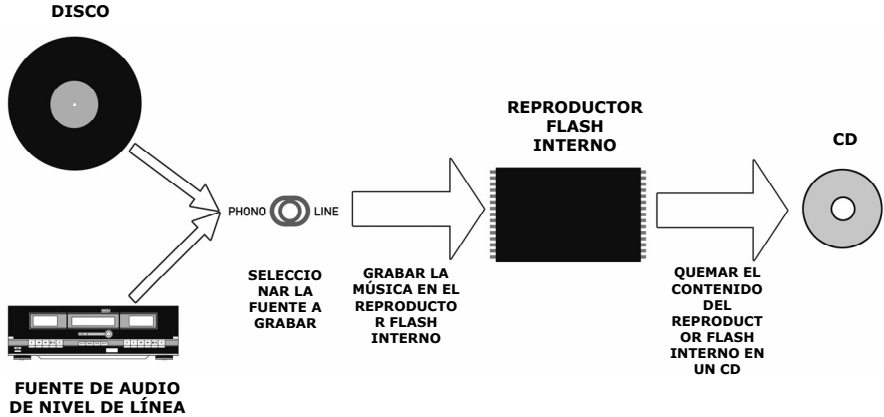 DISCO
REPRODUCTOR
FLASH
INTERNO
CD
PHONO
LINE
SELECCIO
NAR LA
FUENTE A
GRABAR
GRABAR LA
MÚSICA EN EL
REPRODUCTO
R FLASH
INTERNO
QUEMAR EL
CONTENIDO
DEL
REPRODUCT
OR FLASH
INTERNO EN
UN CD
FUENTE DE AUDIO
DE NIVEL DE LÍNEA